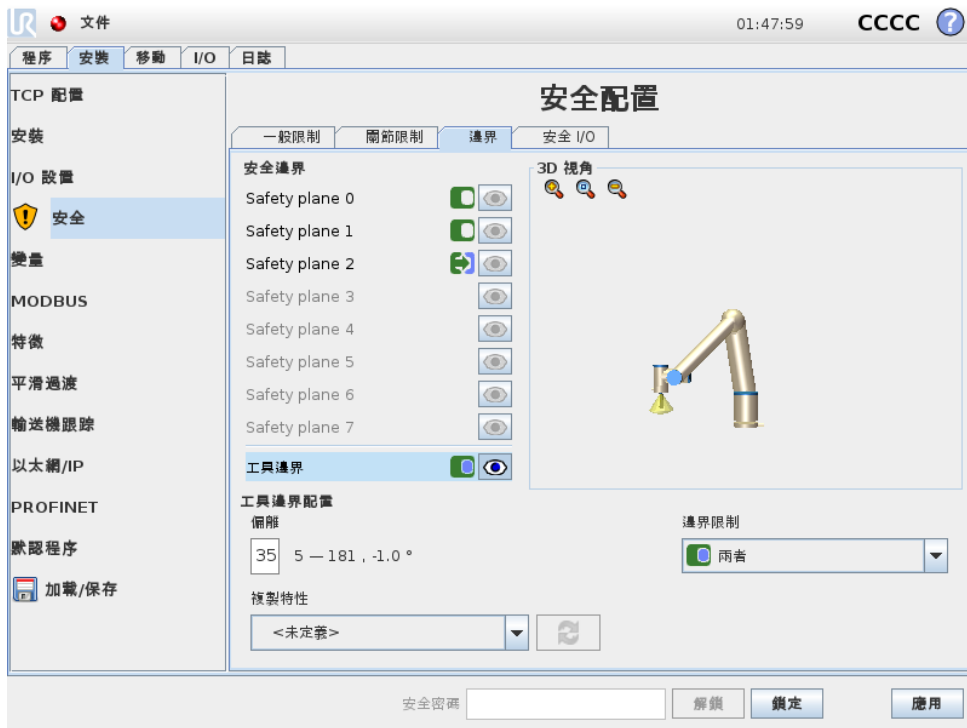 UR 文件 01:47:59 CCCC ?
程序 安裝 移動 I/O 日誌
TCP 配置
安裝
I/O 設置
安全
變量
MODBUS
特徵
平滑過渡
輸送機跟踪
以太網/IP
PROFINET
默認程序
加載/保存
安全配置
一般限制 關節限制 邊界 安全 I/O
安全邊界
Safety plane 0
Safety plane 1
Safety plane 2
Safety plane 3
Safety plane 4
Safety plane 5
Safety plane 6
Safety plane 7
工具邊界
3D 視角
工具邊界配置
偏離
35 5 — 181 , -1.0 °
邊界限制
兩者
複製特性
<未定義>
安全密碼 解鎖 鎖定 應用